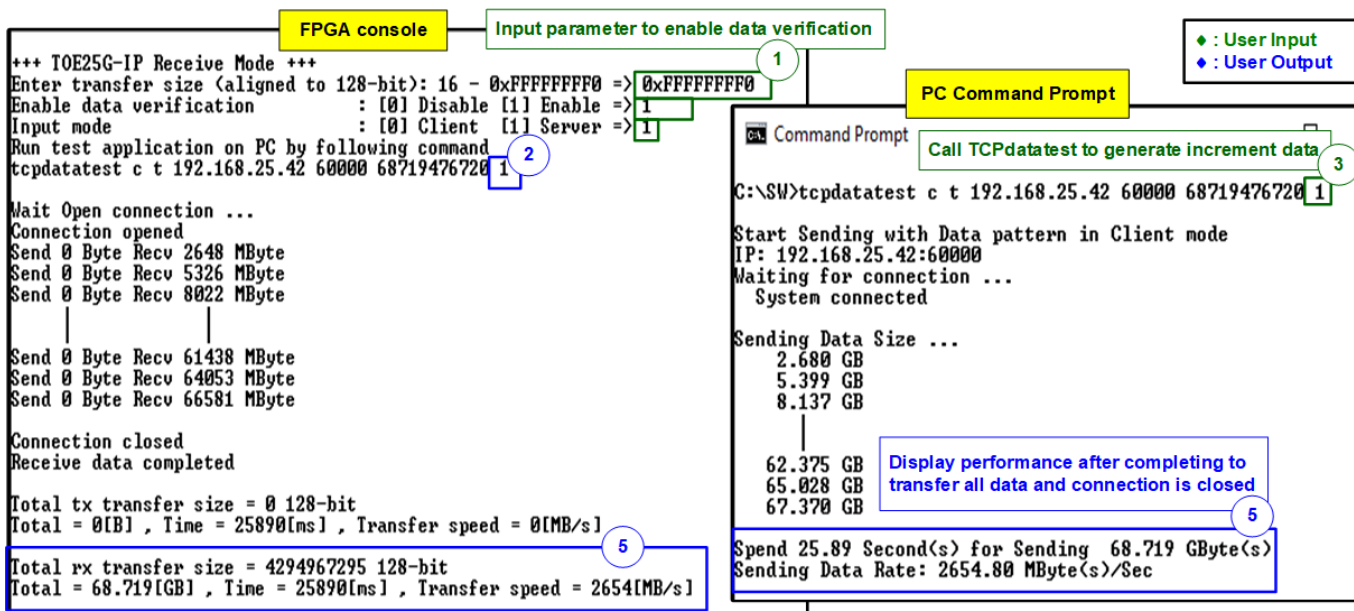 FPGA console
Input parameter to enable data verification
♦ : User Input
♦ : User Output
+++ TOE25G-IP Receive Mode +++
1
Enter transfer size (aligned to 128-bit): 16 - 0xFFFFFFFF0 => 0xFFFFFFFF0
Enable data verification : [0] Disable [1] Enable => 1
Input mode : [0] Client [1] Server => 1
Run test application on PC by following command
2
tcpdatatest c t 192.168.25.42 60000 68719476720 1
Wait Open connection ...
Connection opened
Send 0 Byte Recv 2648 MByte
Send 0 Byte Recv 5326 MByte
Send 0 Byte Recv 8022 MByte
Send 0 Byte Recv 61438 MByte
Send 0 Byte Recv 64053 MByte
Send 0 Byte Recv 66581 MByte
Connection closed
Receive data completed
Total tx transfer size = 0 128-bit
Total = 0[B] , Time = 25890[ms] , Transfer speed = 0[MB/s]
5
Total rx transfer size = 4294967295 128-bit
Total = 68.719[GB] , Time = 25890[ms] , Transfer speed = 2654[MB/s]
PC Command Prompt
C:\. Command Prompt
Call TCPdatatest to generate increment data
3
C:\SW>tcpdatatest c t 192.168.25.42 60000 68719476720 1
Start Sending with Data pattern in Client mode
IP: 192.168.25.42:60000
Waiting for connection ...
System connected
Sending Data Size ...
2.680 GB
5.399 GB
8.137 GB
62.375 GB
65.028 GB
67.370 GB
Display performance after completing to
transfer all data and connection is closed
5
Spend 25.89 Second(s) for Sending 68.719 GByte(s)
Sending Data Rate: 2654.80 MByte(s)/Sec